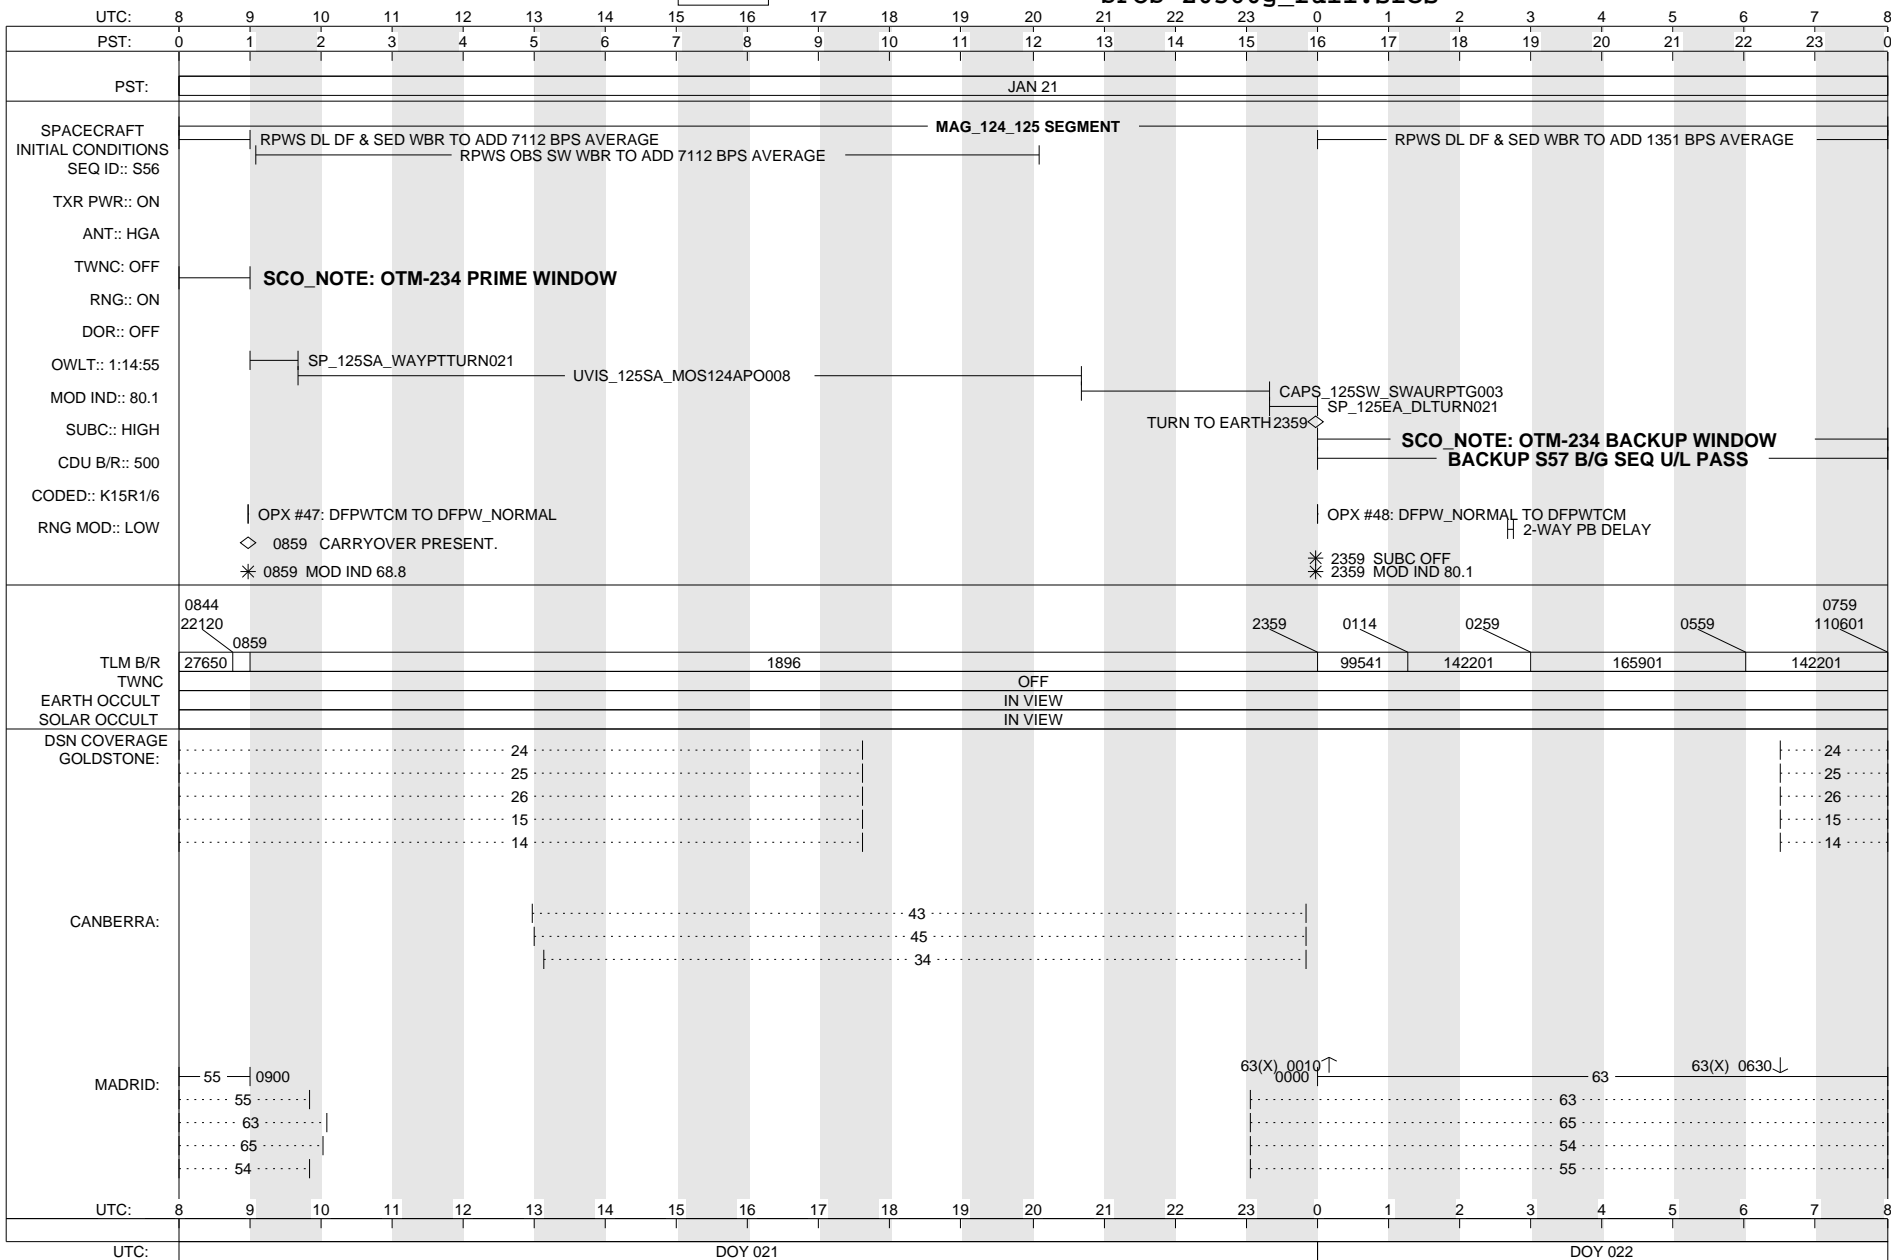 UTC: 8 9 10 11 12 13 14 15 16 17 18 19 20 21 22 23 0 1 2 3 4 5 6 7 8
PST: 0 1 2 3 4 5 6 7 8 9 10 11 12 13 14 15 16 17 18 19 20 21 22 23 0
PST: JAN 21
SPACECRAFT
INITIAL CONDITIONS
SEQ ID:: S56
TXR PWR:: ON
ANT:: HGA
TWNC: OFF
RNG:: ON
DOR:: OFF
OWLT:: 1:14:55
MOD IND:: 80.1
SUBC:: HIGH
CDU B/R:: 500
CODED:: K15R1/6
RNG MOD:: LOW
MAG_124_125 SEGMENT
RPWS DL DF & SED WBR TO ADD 7112 BPS AVERAGE
RPWS DL DF & SED WBR TO ADD 1351 BPS AVERAGE
RPWS OBS SW WBR TO ADD 7112 BPS AVERAGE
SCO_NOTE: OTM-234 PRIME WINDOW
SP_125SA_WAYPTTURN021
UVIS_125SA_MOS124APO008
CAPS_125SW_SWAURPTG003
SP_125EA_DLTURN021
TURN TO EARTH 2359
SCO_NOTE: OTM-234 BACKUP WINDOW
BACKUP S57 B/G SEQ U/L PASS
OPX #47: DFPWTCM TO DFPW_NORMAL
OPX #48: DFPW_NORMAL TO DFPWTCM
2-WAY PB DELAY
0859 CARRYOVER PRESENT.
2359 SUBC OFF
0859 MOD IND 68.8
2359 MOD IND 80.1
0844 0759
22120 2359 0114 0259 0559 110601
0859
TLM B/R 27650 1896 99541 142201 165901 142201
TWNC OFF
EARTH OCCULT IN VIEW
SOLAR OCCULT IN VIEW
DSN COVERAGE
GOLDSTONE:
24 24
25 25
26 26
15 15
14 14
CANBERRA:
43
45
34
MADRID:
63(X) 0010 63(X) 0630
55 0900 0000 63
55 63
63 65
65 54
54 55
UTC: 8 9 10 11 12 13 14 15 16 17 18 19 20 21 22 23 0 1 2 3 4 5 6 7 8
UTC: DOY 021 DOY 022